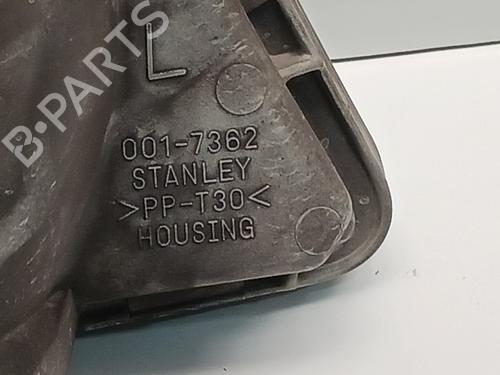 L
001-7362
STANLEY
>PP-T30<
HOUSING
B·PARTS